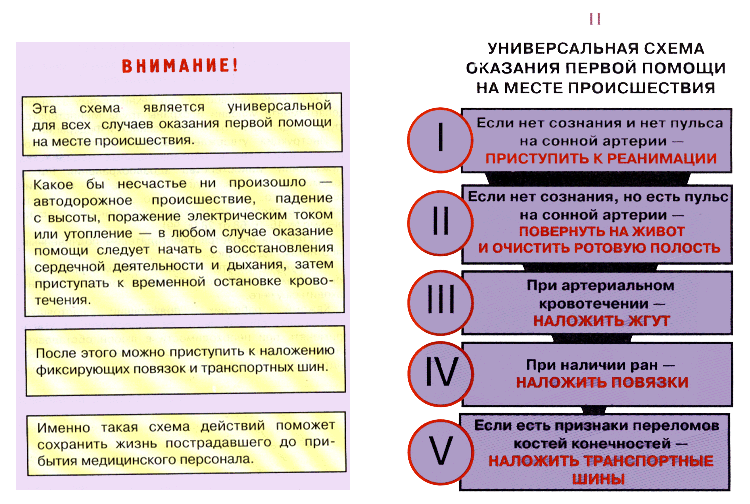 ВНИМАНИЕ!
Эта схема является универсальной
для всех случаев оказания первой помощи
на месте происшествия.
Какое бы несчастье ни произошло —
автодорожное происшествие, падение
с высоты, поражение электрическим током
или утопление — в любом случае оказание
помощи следует начать с восстановления
сердечной деятельности и дыхания, затем
приступать к временной остановке крово-
течения.
После этого можно приступить к наложению
фиксирующих повязок и транспортных шин.
Именно такая схема действий поможет
сохранить жизнь пострадавшего до при-
бытия медицинского персонала.
II
УНИВЕРСАЛЬНАЯ СХЕМА
ОКАЗАНИЯ ПЕРВОЙ ПОМОЩИ
НА МЕСТЕ ПРОИСШЕСТВИЯ
I
Если нет сознания и нет пульса
на сонной артерии —
ПРИСТУПИТЬ К РЕАНИМАЦИИ
II
Если нет сознания, но есть пульс
на сонной артерии —
ПОВЕРНУТЬ НА ЖИВОТ
И ОЧИСТИТЬ РОТОВУЮ ПОЛОСТЬ
III
При артериальном
кровотечении —
НАЛОЖИТЬ ЖГУТ
IV
При наличии ран —
НАЛОЖИТЬ ПОВЯЗКИ
V
Если есть признаки переломов
костей конечностей —
НАЛОЖИТЬ ТРАНСПОРТНЫЕ
ШИНЫ